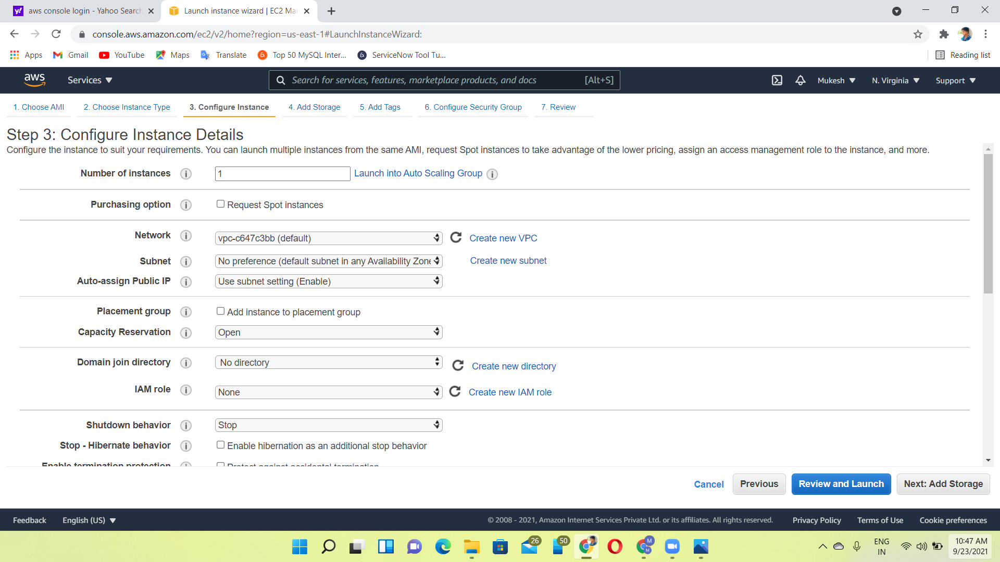 aws console login - Yahoo Search
Launch instance wizard | EC2 Ma
console.aws.amazon.com/ec2/v2/home?region=us-east-1#LaunchInstanceWizard:
Apps Gmail YouTube Maps Translate Top 50 MySQL Inter... ServiceNow Tool Tu... Reading list
aws Services Search for services, features, marketplace products, and docs [Alt+S] Mukesh N. Virginia Support
1. Choose AMI 2. Choose Instance Type 3. Configure Instance 4. Add Storage 5. Add Tags 6. Configure Security Group 7. Review
Step 3: Configure Instance Details
Configure the instance to suit your requirements. You can launch multiple instances from the same AMI, request Spot instances to take advantage of the lower pricing, assign an access management role to the instance, and more.
Number of instances 1 Launch into Auto Scaling Group
Purchasing option Request Spot instances
Network vpc-c647c3bb (default) Create new VPC
Subnet No preference (default subnet in any Availability Zone Create new subnet
Auto-assign Public IP Use subnet setting (Enable)
Placement group Add instance to placement group
Capacity Reservation Open
Domain join directory No directory Create new directory
IAM role None Create new IAM role
Shutdown behavior Stop
Stop - Hibernate behavior Enable hibernation as an additional stop behavior
Enable termination protection Protect against accidental termination
Cancel Previous Review and Launch Next: Add Storage
Feedback English (US) © 2008 - 2021, Amazon Internet Services Private Ltd. or its affiliates. All rights reserved. Privacy Policy Terms of Use Cookie preferences
26 50 M M ENG 10:47 AM
IN 9/23/2021